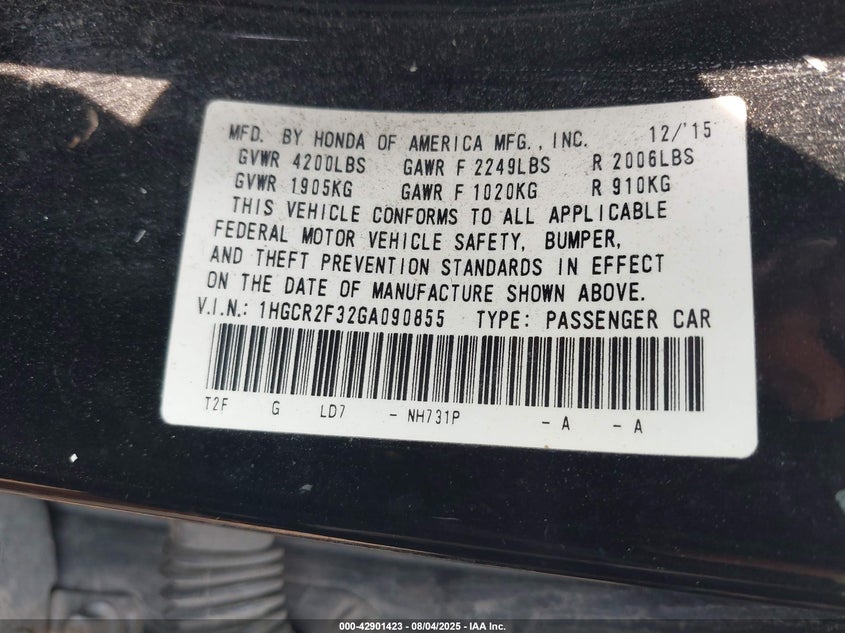 MFD. BY HONDA OF AMERICA MFG., INC. 12/'15
GVWR 4200LBS GAWR F 2249LBS R 2006LBS
GVWR 1905KG GAWR F 1020KG R 910KG
THIS VEHICLE CONFORMS TO ALL APPLICABLE
FEDERAL MOTOR VEHICLE SAFETY, BUMPER,
AND THEFT PREVENTION STANDARDS IN EFFECT
ON THE DATE OF MANUFACTURE SHOWN ABOVE.
V.I.N.: 1HGCR2F32GA090855 TYPE: PASSENGER CAR
T2F G LD7 - NH731P - A - A
000-42901423 - 08/04/2025 - IAA Inc.